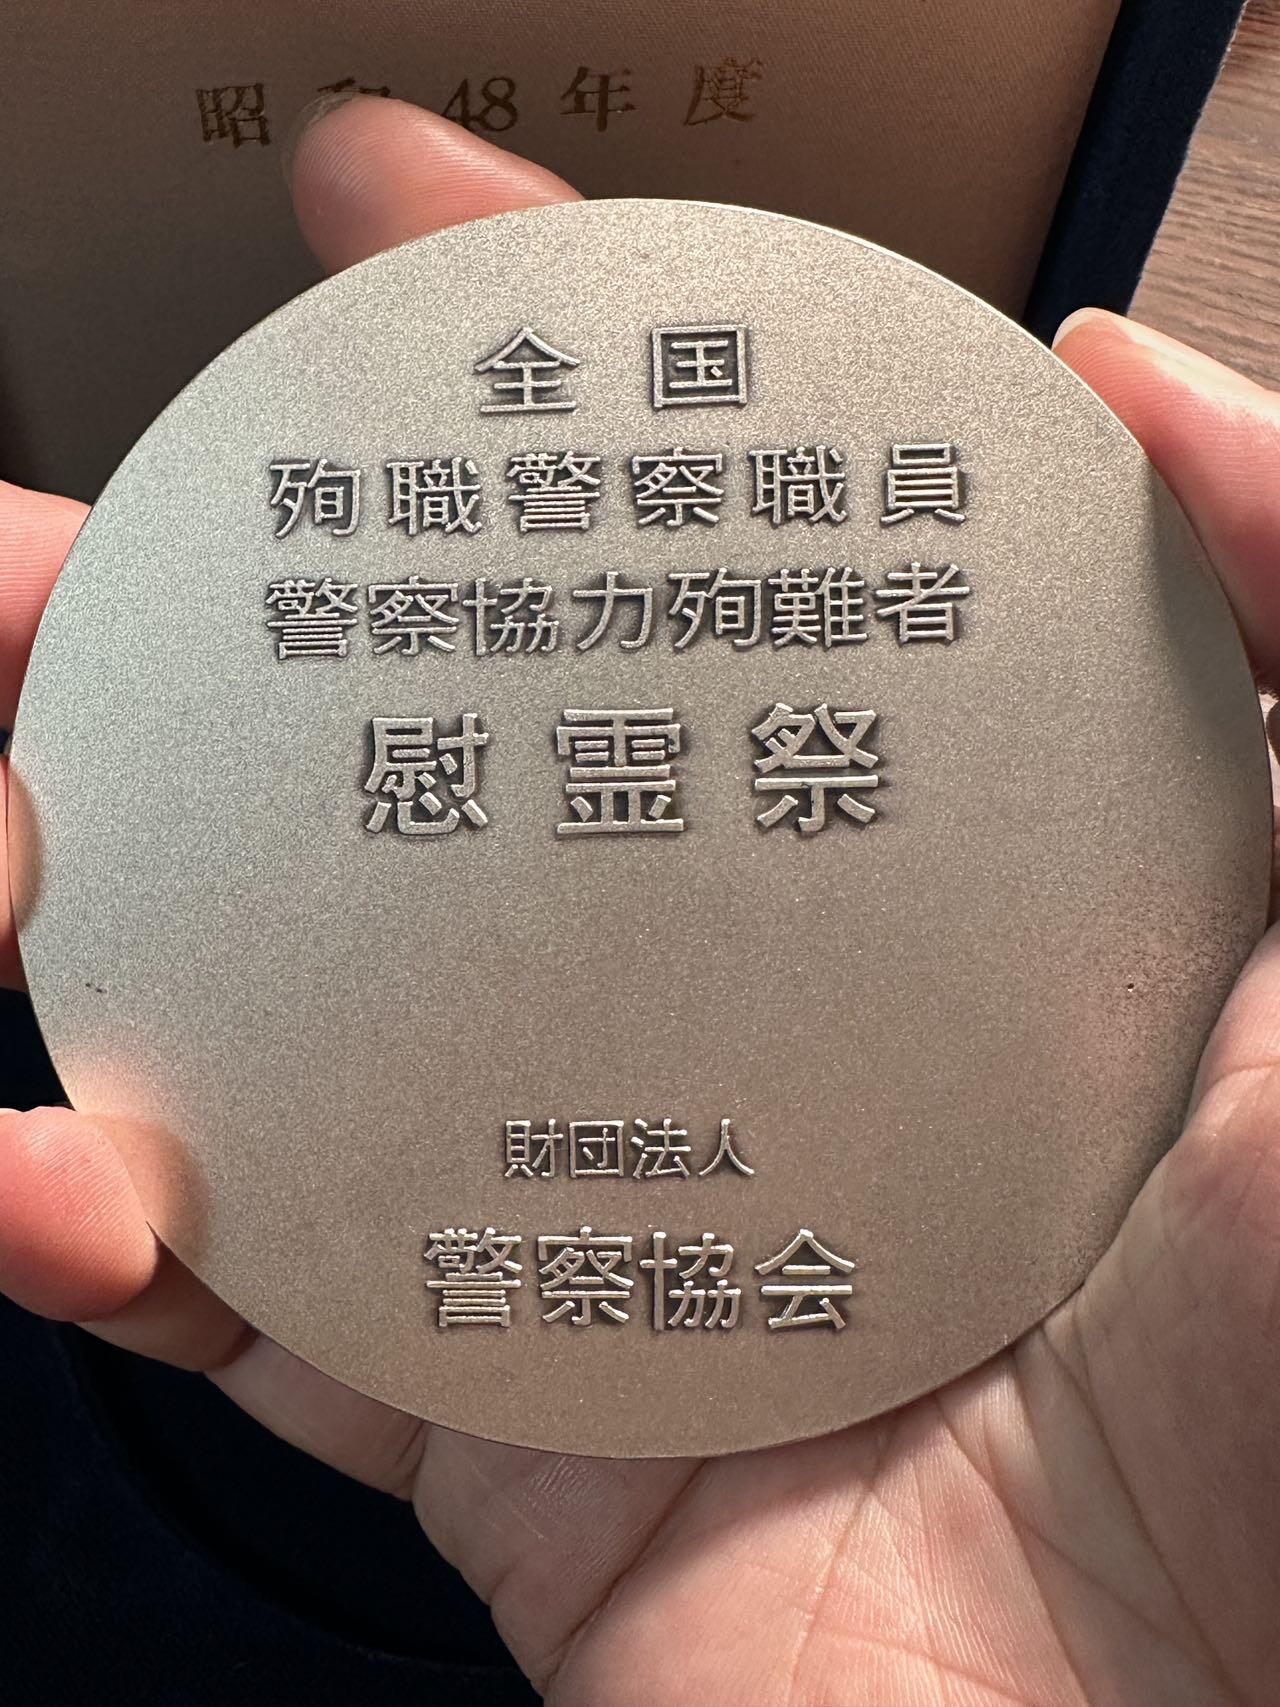 昭和48年度
全国
殉職警察職員
警察協力殉難者
慰霊祭
財団法人
警察協会